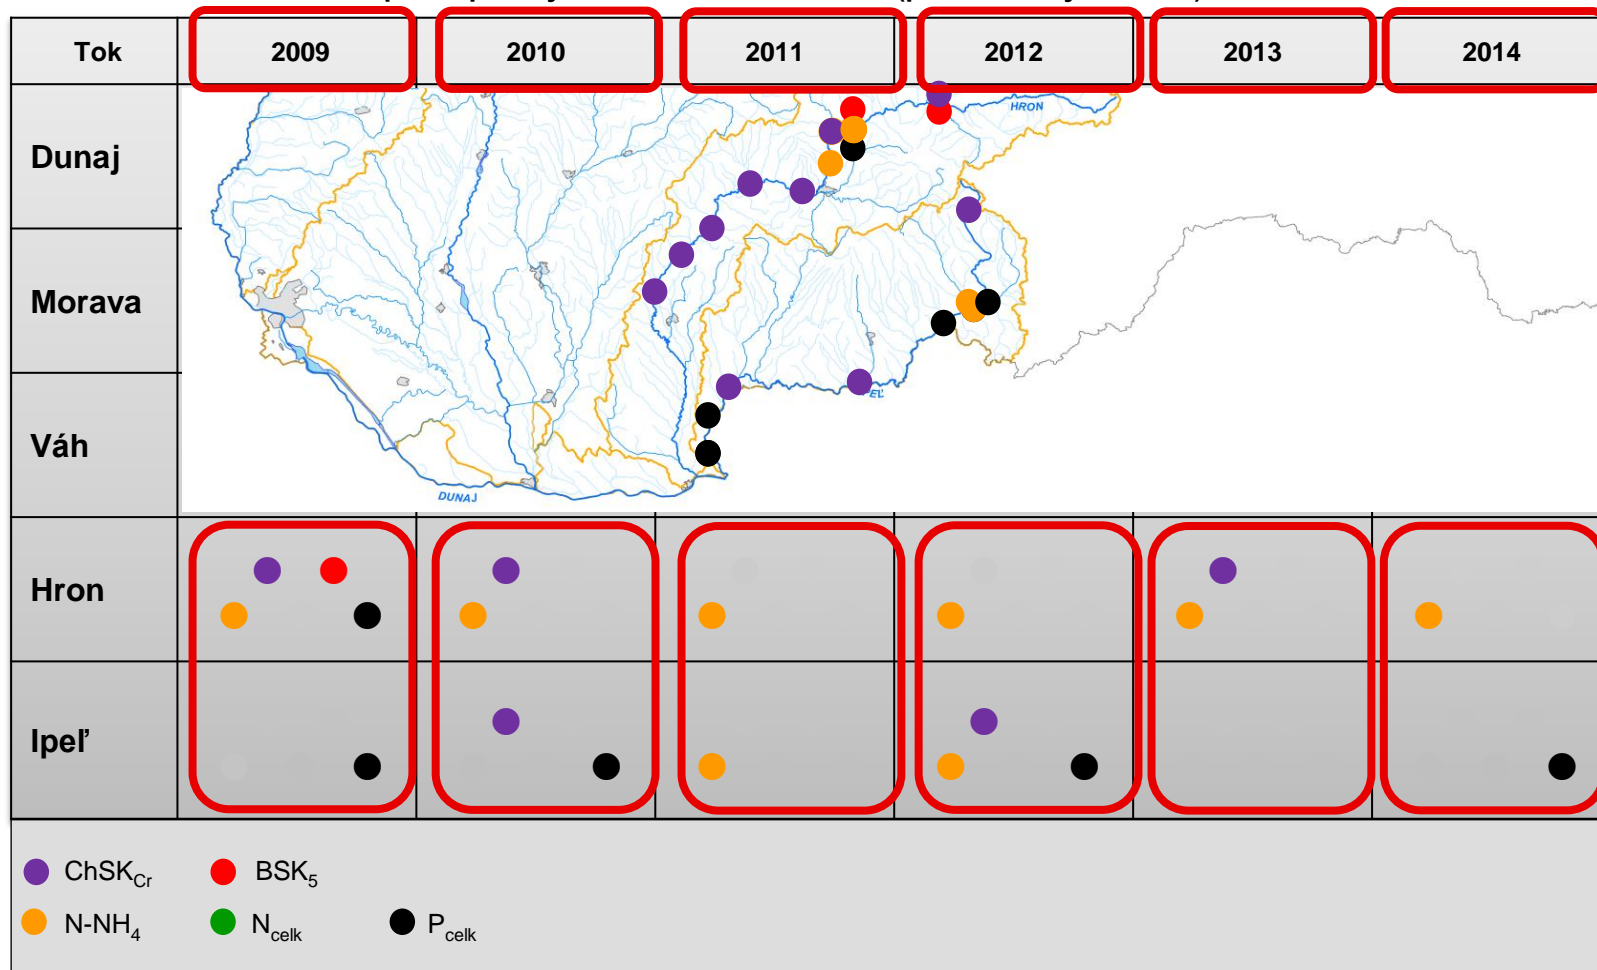 Tok 2009 2010 2011 2012 2013 2014
HRON
Dunaj
Morava
Váh
DUNAJ
Hron
Ipeľ
ChSKCr BSK5
N-NH4 Ncelk Pcelk